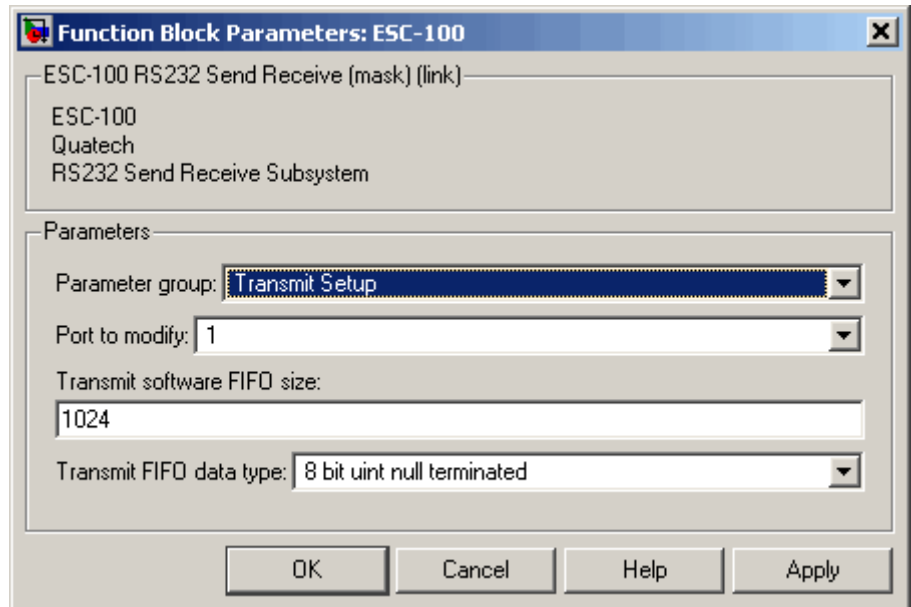 Function Block Parameters: ESC-100
ESC-100 RS232 Send Receive (mask) (link)
ESC-100
Quatech
RS232 Send Receive Subsystem
Parameters
Parameter group: Transmit Setup
Port to modify: 1
Transmit software FIFO size:
1024
Transmit FIFO data type: 8 bit uint null terminated
OK Cancel Help Apply